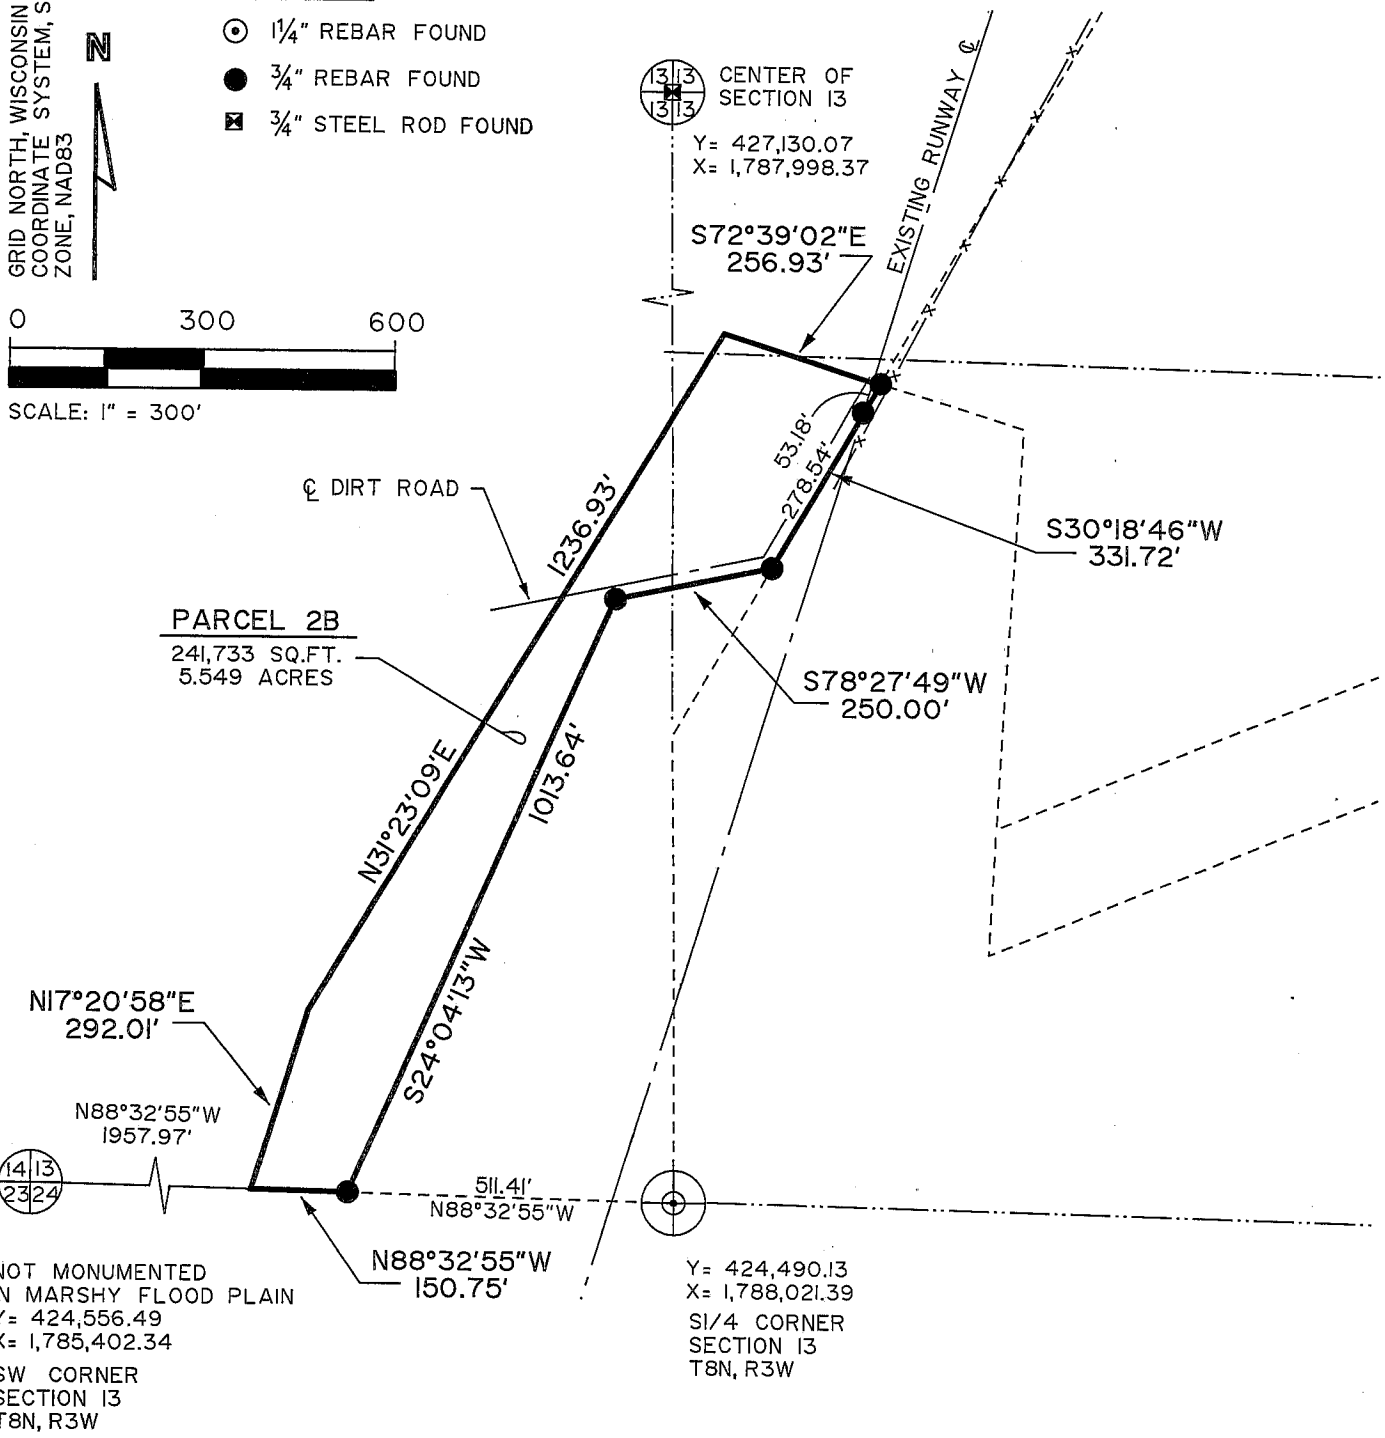 GRID NORTH, WISCONSIN
COORDINATE SYSTEM, S
ZONE, NAD83
N
1¼" REBAR FOUND
¾" REBAR FOUND
¾" STEEL ROD FOUND
13 13
13 13
CENTER OF
SECTION 13
Y= 427,130.07
X= 1,787,998.37
EXISTING RUNWAY ℄
S72°39'02"E
256.93'
0 300 600
SCALE: 1" = 300'
℄ DIRT ROAD
1236.93'
53.18'
278.54'
S30°18'46"W
331.72'
PARCEL 2B
241,733 SQ.FT.
5.549 ACRES
S78°27'49"W
250.00'
N31°23'09'E
1013.64'
S24°04'13"W
N17°20'58"E
292.01'
N88°32'55"W
1957.97'
14 13
23 24
511.41'
N88°32'55"W
N88°32'55"W
150.75'
NOT MONUMENTED
IN MARSHY FLOOD PLAIN
Y= 424,556.49
X= 1,785,402.34
SW CORNER
SECTION 13
T8N, R3W
Y= 424,490.13
X= 1,788,021.39
S1/4 CORNER
SECTION 13
T8N, R3W